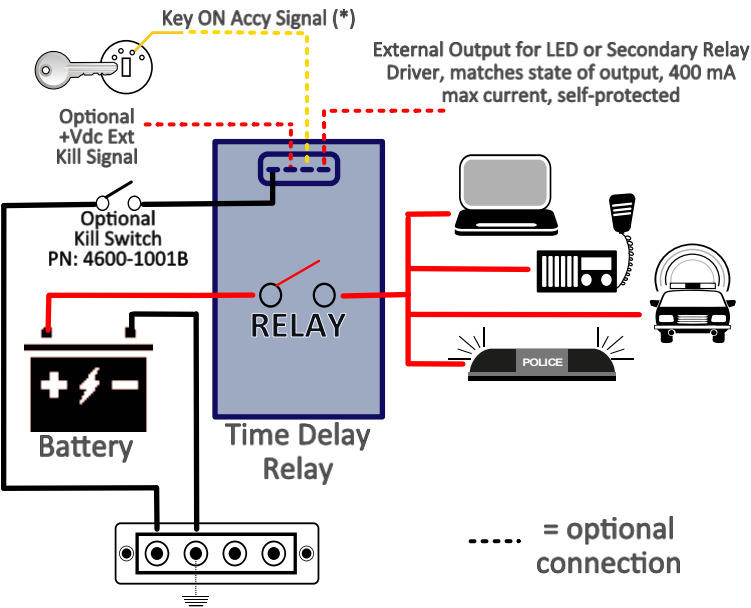 Key ON Accy Signal (*)
External Output for LED or Secondary Relay
Driver, matches state of output, 400 mA
max current, self-protected
Optional
+Vdc Ext
Kill Signal
Optional
Kill Switch
PN: 4600-1001B
RELAY
POLICE
Battery
Time Delay
Relay
= optional
connection